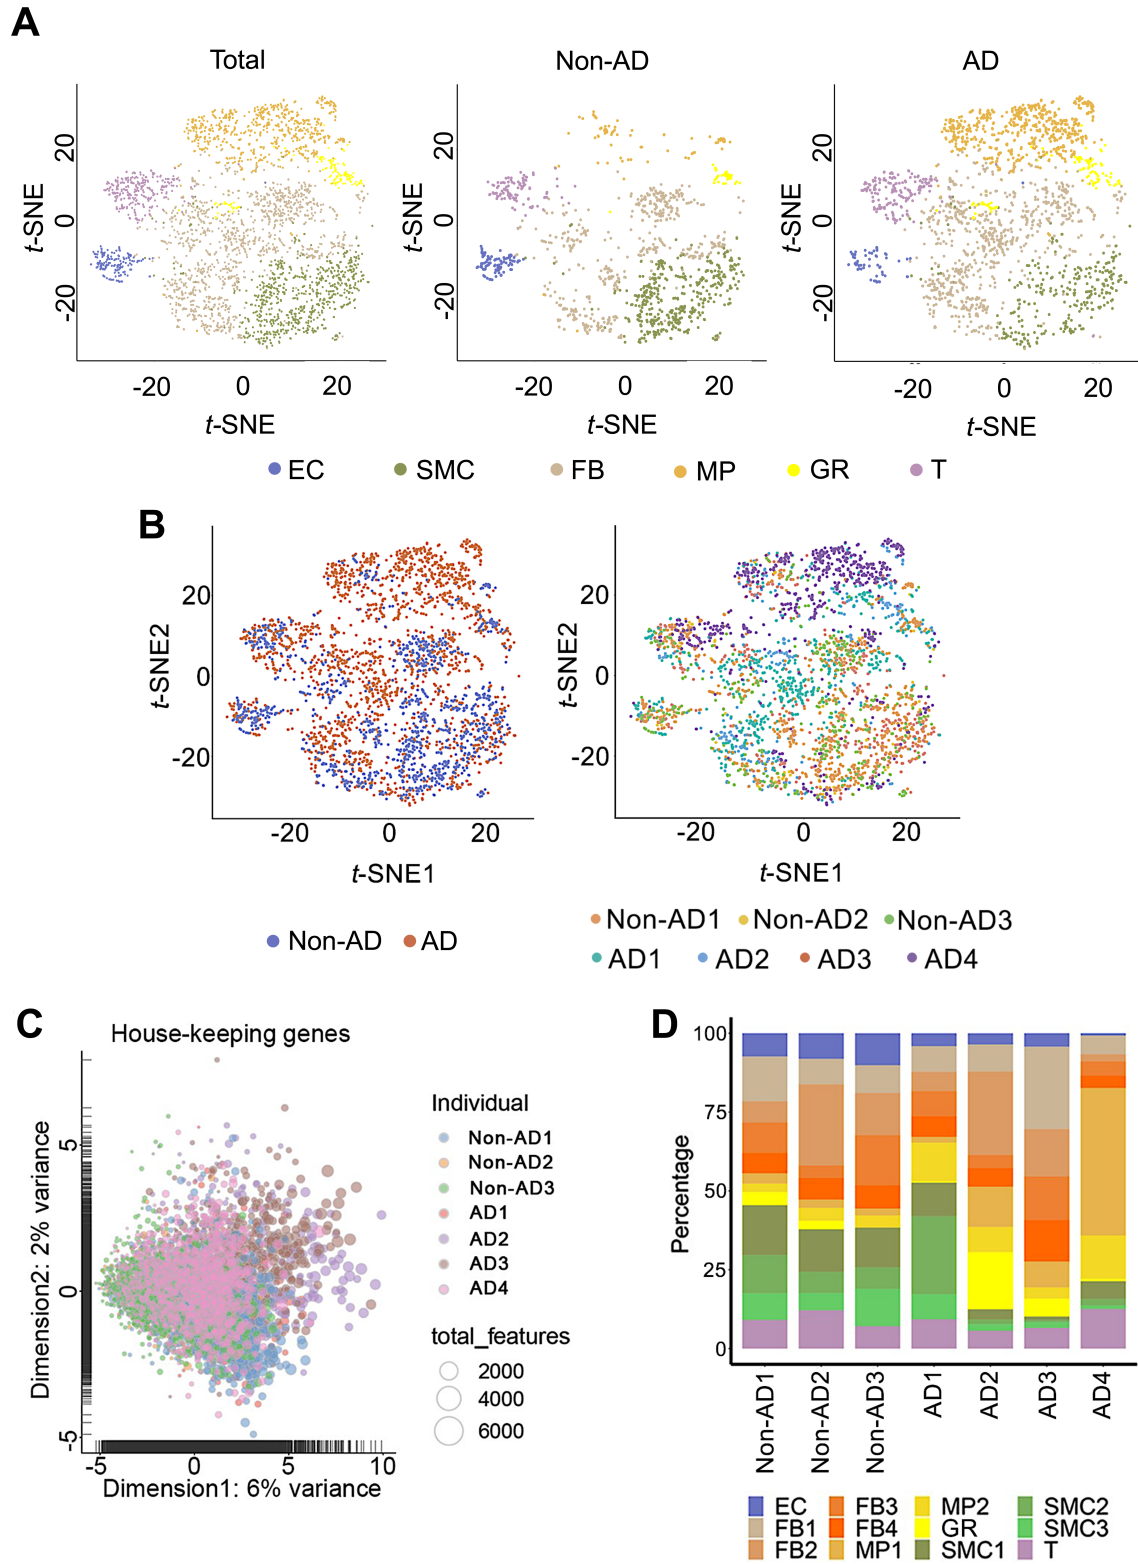 A
Total
Non-AD
AD
20
0
-20
t-SNE
-20 0 20
t-SNE
20
0
-20
t-SNE
-20 0 20
t-SNE
20
0
-20
t-SNE
-20 0 20
t-SNE
EC SMC FB MP GR T
B
20
0
-20
t-SNE2
-20 0 20
t-SNE1
Non-AD AD
20
0
-20
t-SNE2
-20 0 20
t-SNE1
Non-AD1 Non-AD2 Non-AD3
AD1 AD2 AD3 AD4
C
House-keeping genes
Dimension2: 2% variance
5
0
-5
-5 0 5 10
Dimension1: 6% variance
Individual
Non-AD1
Non-AD2
Non-AD3
AD1
AD2
AD3
AD4
total_features
2000
4000
6000
D
Percentage
100
75
50
25
0
Non-AD1
Non-AD2
Non-AD3
AD1
AD2
AD3
AD4
EC FB3 MP2 SMC2
FB1 FB4 GR SMC3
FB2 MP1 SMC1 T